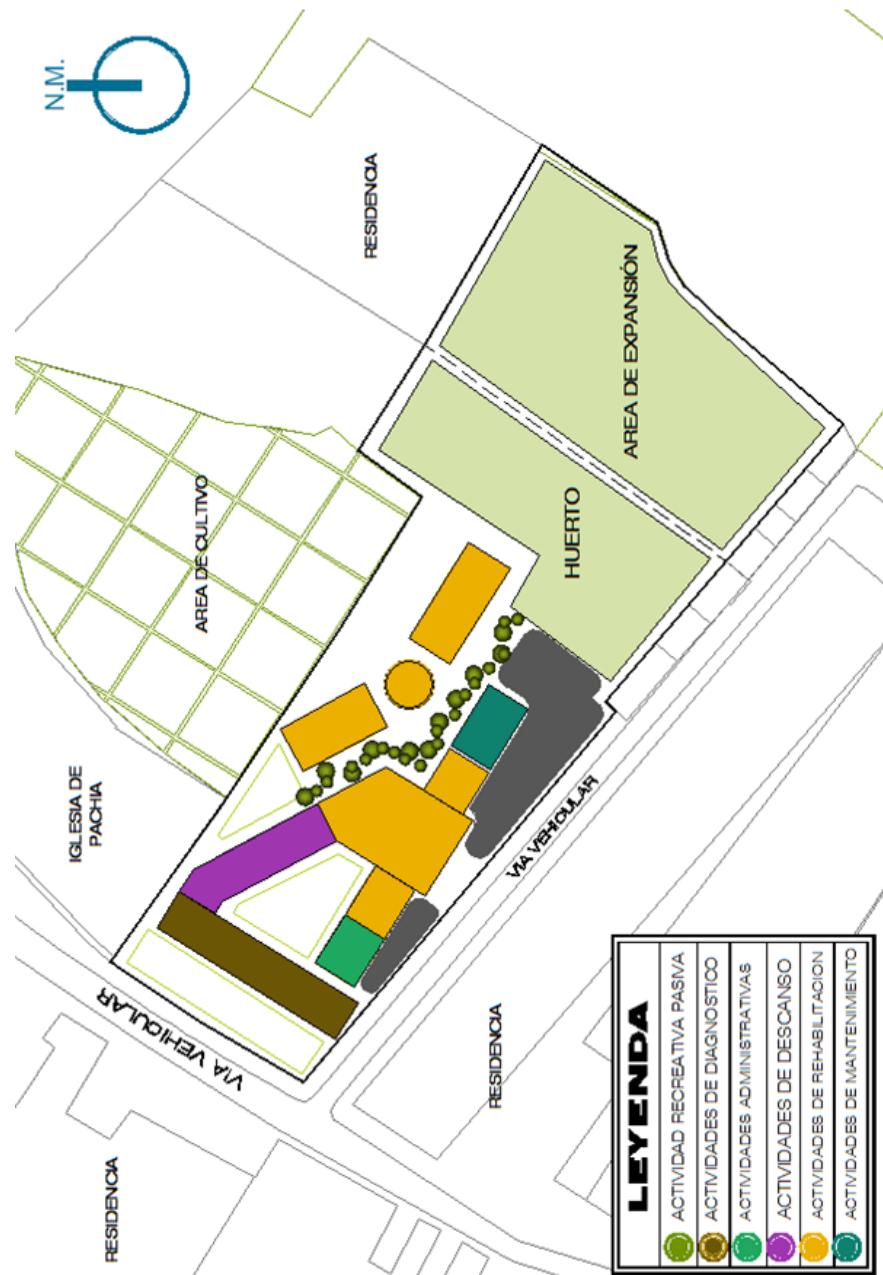 N.M.
RESIDENCIA
AREA DE EXPANSIÓN
AREA DE CULTIVO
HUERTO
IGLESIA DE
PACHIA
VIA VEHICULAR
VIA VEHICULAR
RESIDENCIA
RESIDENCIA
LEYENDA
ACTIVIDAD RECREATIVA PASIVA
ACTIVIDADES DE DIAGNOSTICO
ACTIVIDADES ADMINISTRATIVAS
ACTIVIDADES DE DESCANSO
ACTIVIDADES DE REHABILITACION
ACTIVIDADES DE MANTENIMIENTO